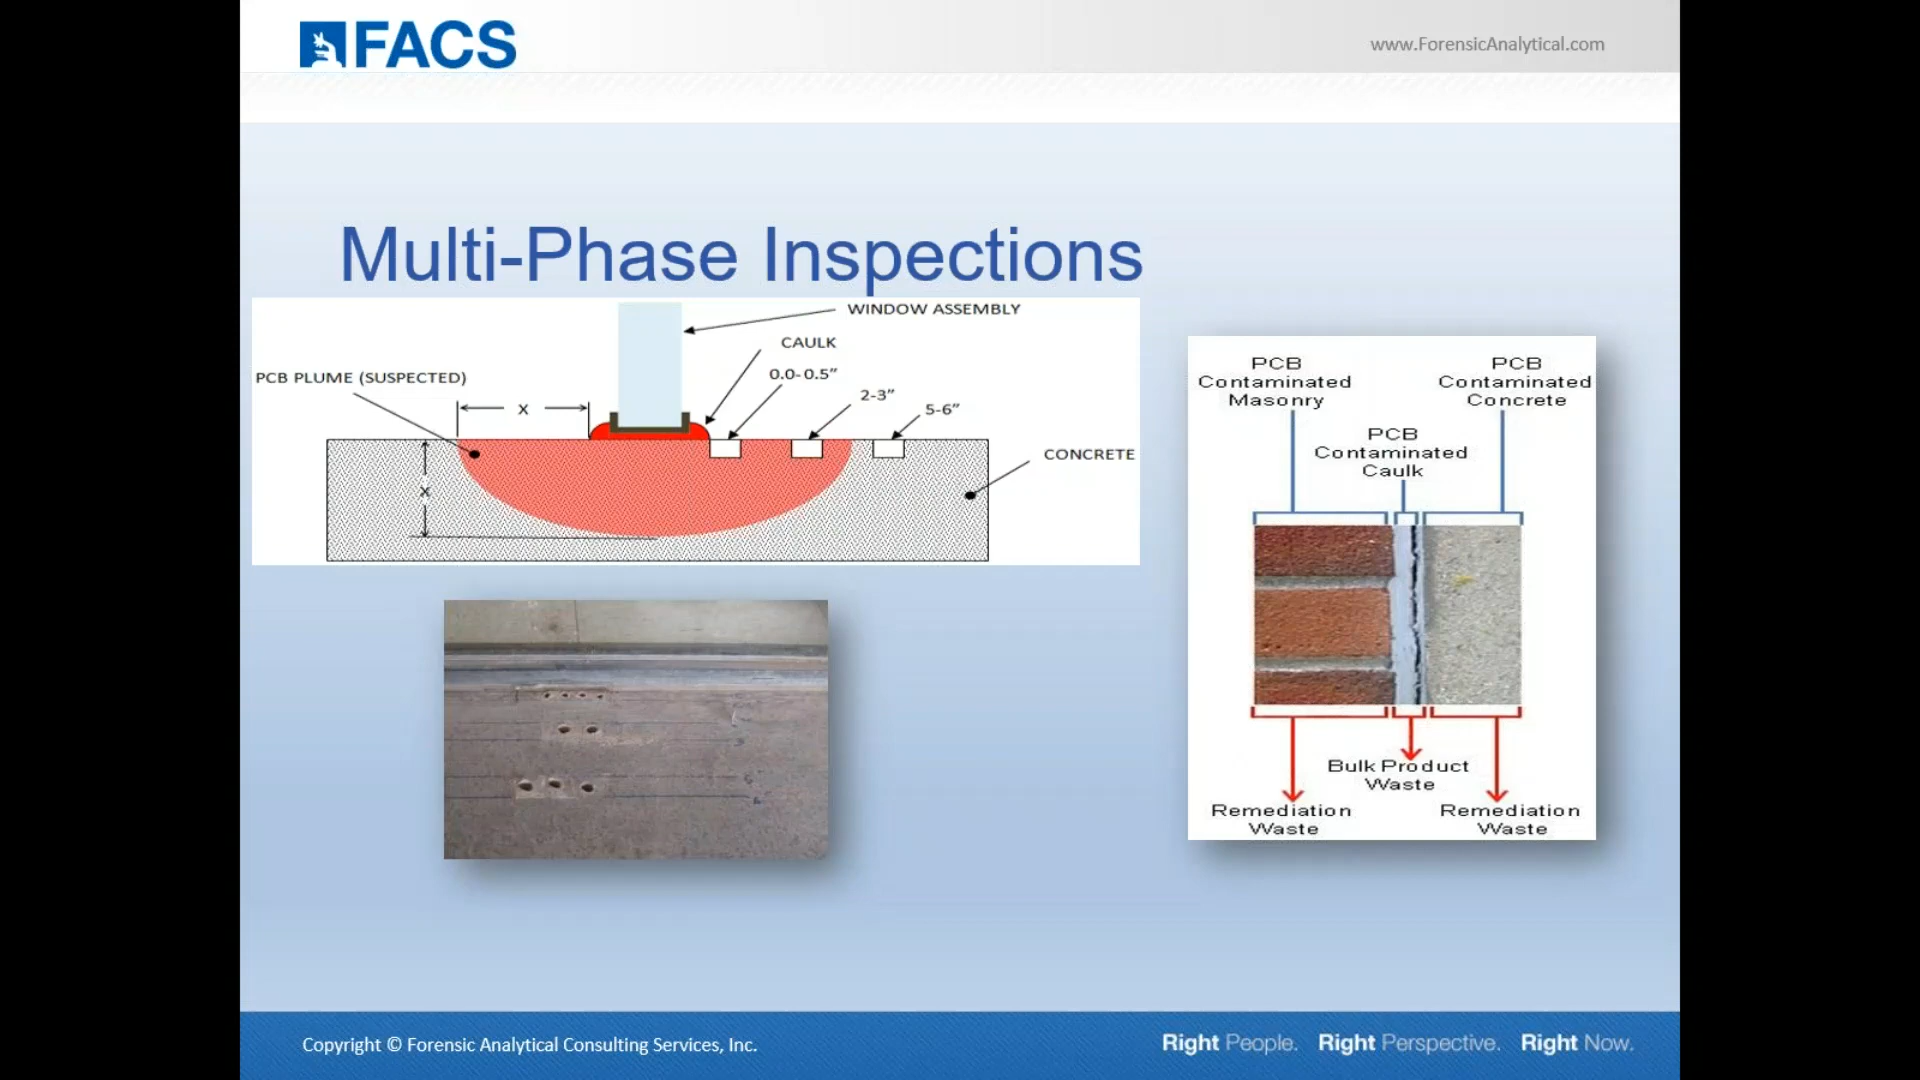 FACS
www.ForensicAnalytical.com
Multi-Phase Inspections
WINDOW ASSEMBLY
CAULK
0.0-0.5”
PCB PLUME (SUSPECTED)
2-3”
X
5-6”
CONCRETE
X
PCB
Contaminated
Masonry
PCB
Contaminated
Concrete
PCB
Contaminated
Caulk
Bulk Product
Waste
Remediation
Waste
Remediation
Waste
Copyright © Forensic Analytical Consulting Services, Inc.
Right People. Right Perspective. Right Now.